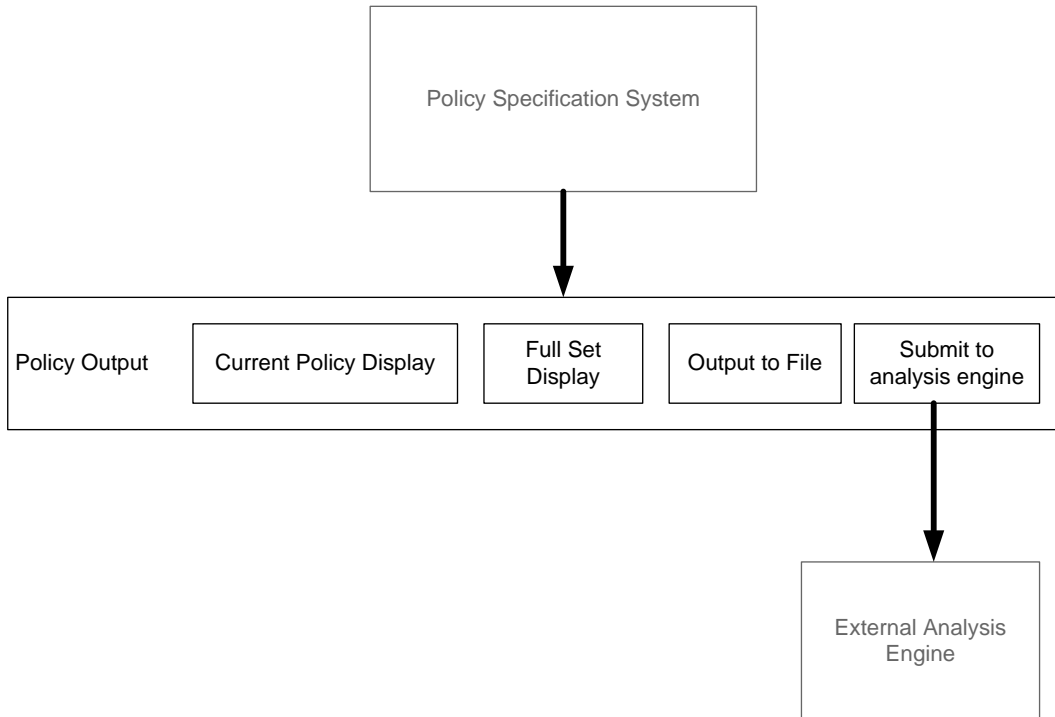 Policy Specification System
Policy Output
Current Policy Display
Full Set
Display
Output to File
Submit to
analysis engine
External Analysis
Engine